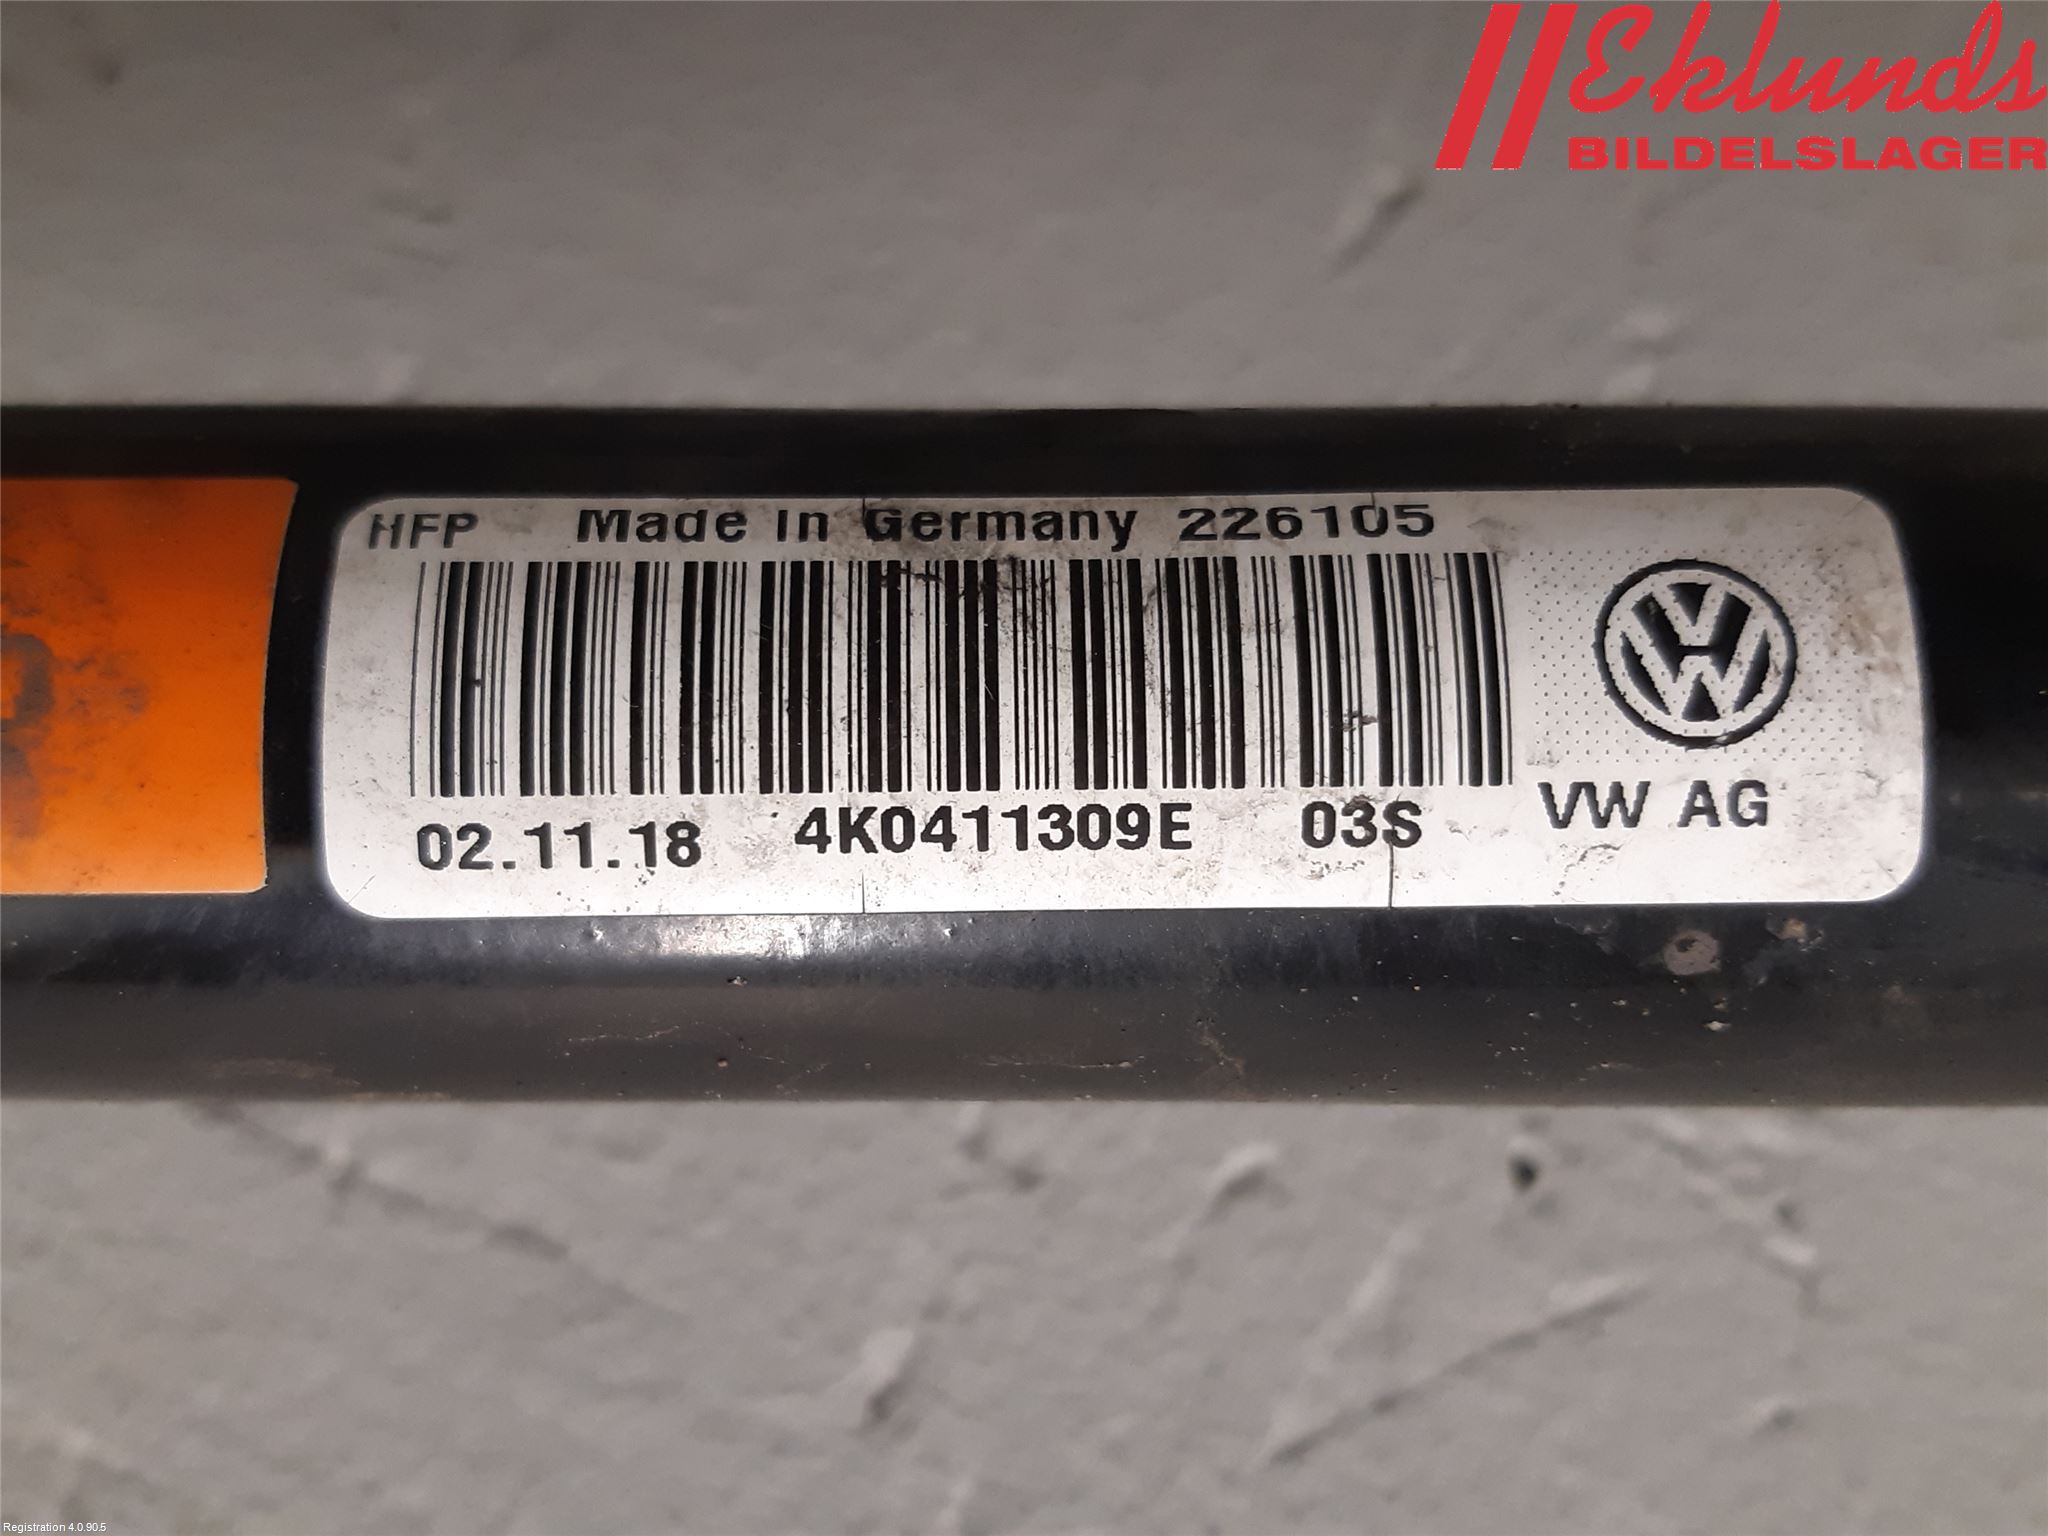 Eklunds
BILDELSLAGER
HFP Made In Germany 226105
02.11.18 4K0411309E 03S VW AG
Registration 4.0.90.5